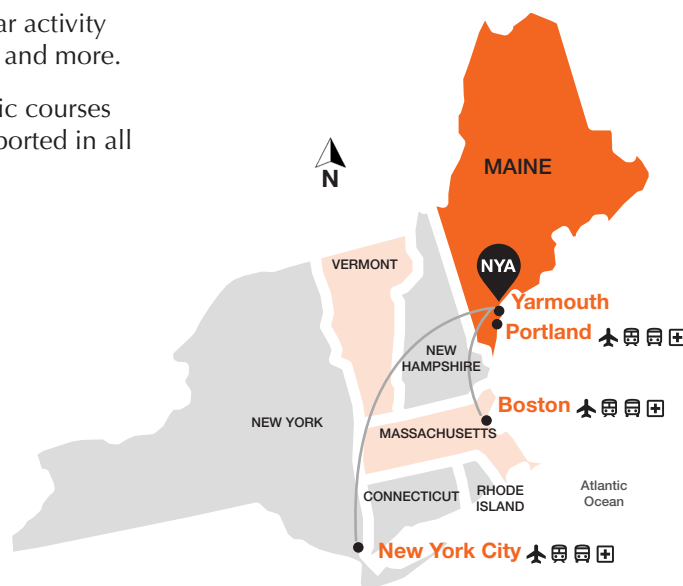 ar activity
and more.
ic courses
ported in all
N
MAINE
NYA
VERMONT
Yarmouth
Portland
NEW
HAMPSHIRE
Boston
NEW YORK
MASSACHUSETTS
CONNECTICUT
RHODE
ISLAND
Atlantic
Ocean
New York City